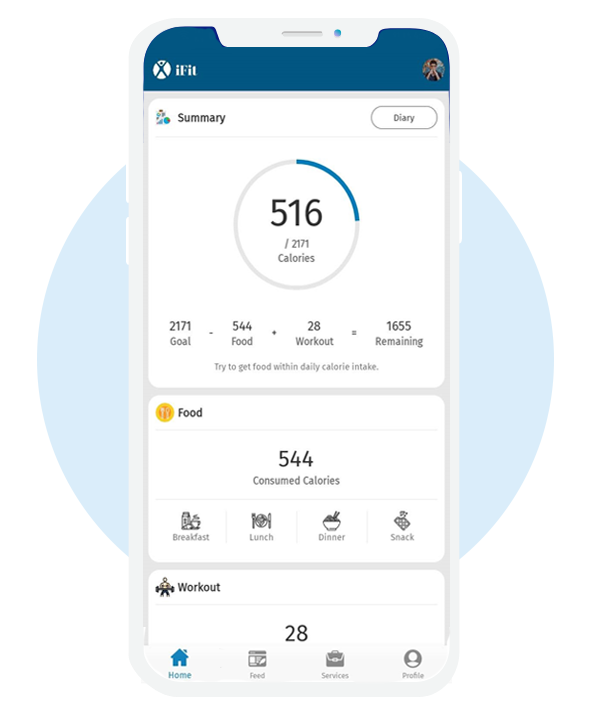 iFit
Summary
Diary
516
/ 2171
Calories
2171 - 544 + 28 = 1655
Goal Food Workout Remaining
Try to get food within daily calorie intake.
Food
544
Consumed Calories
Breakfast Lunch Dinner Snack
Workout
28
Home Feed Services Profile